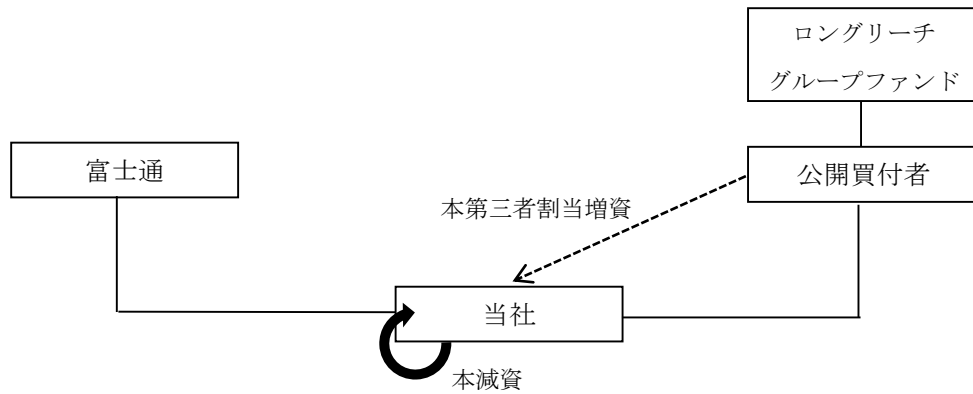 ロングリーチ
グループファンド
富士通
公開買付者
本第三者割当増資
当社
本減資